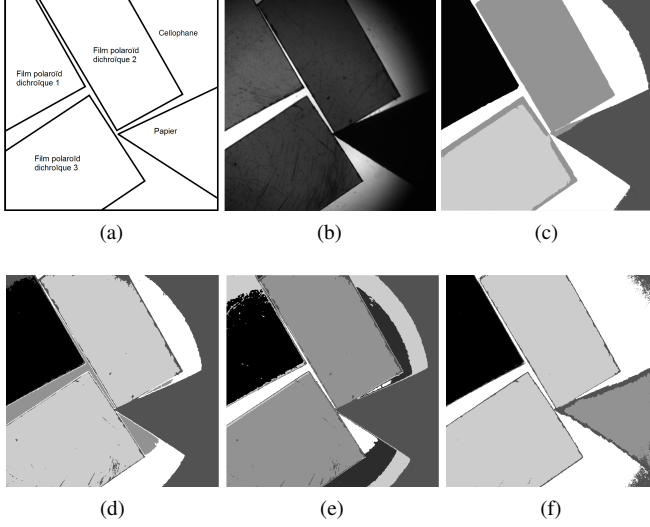 Cellophane
Film polaroïd
dichroïque 2
Film polaroïd
dichroïque 1
Papier
Film polaroïd
dichroïque 3
(a)
(b)
(c)
(d)
(e)
(f)